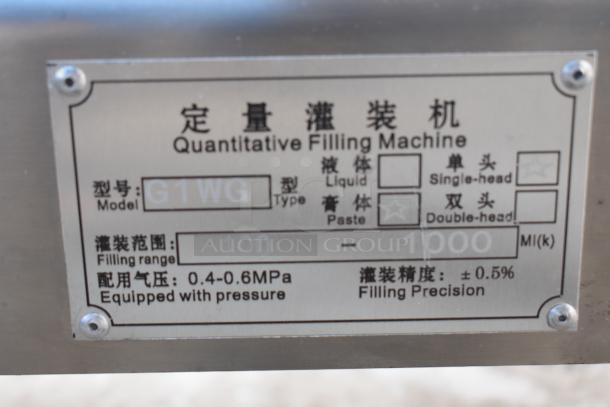 定量灌装机
Quantitative Filling Machine
型号: G1WG 型 液体 单头 ☆
Model Type Liquid Single-head
膏体 ☆ 双头
Paste Double-head
灌装范围: - 1000 Ml(k)
Filling range
AUCTION GROUP
配用气压: 0.4-0.6MPa 灌装精度: ±0.5%
Equipped with pressure Filling Precision